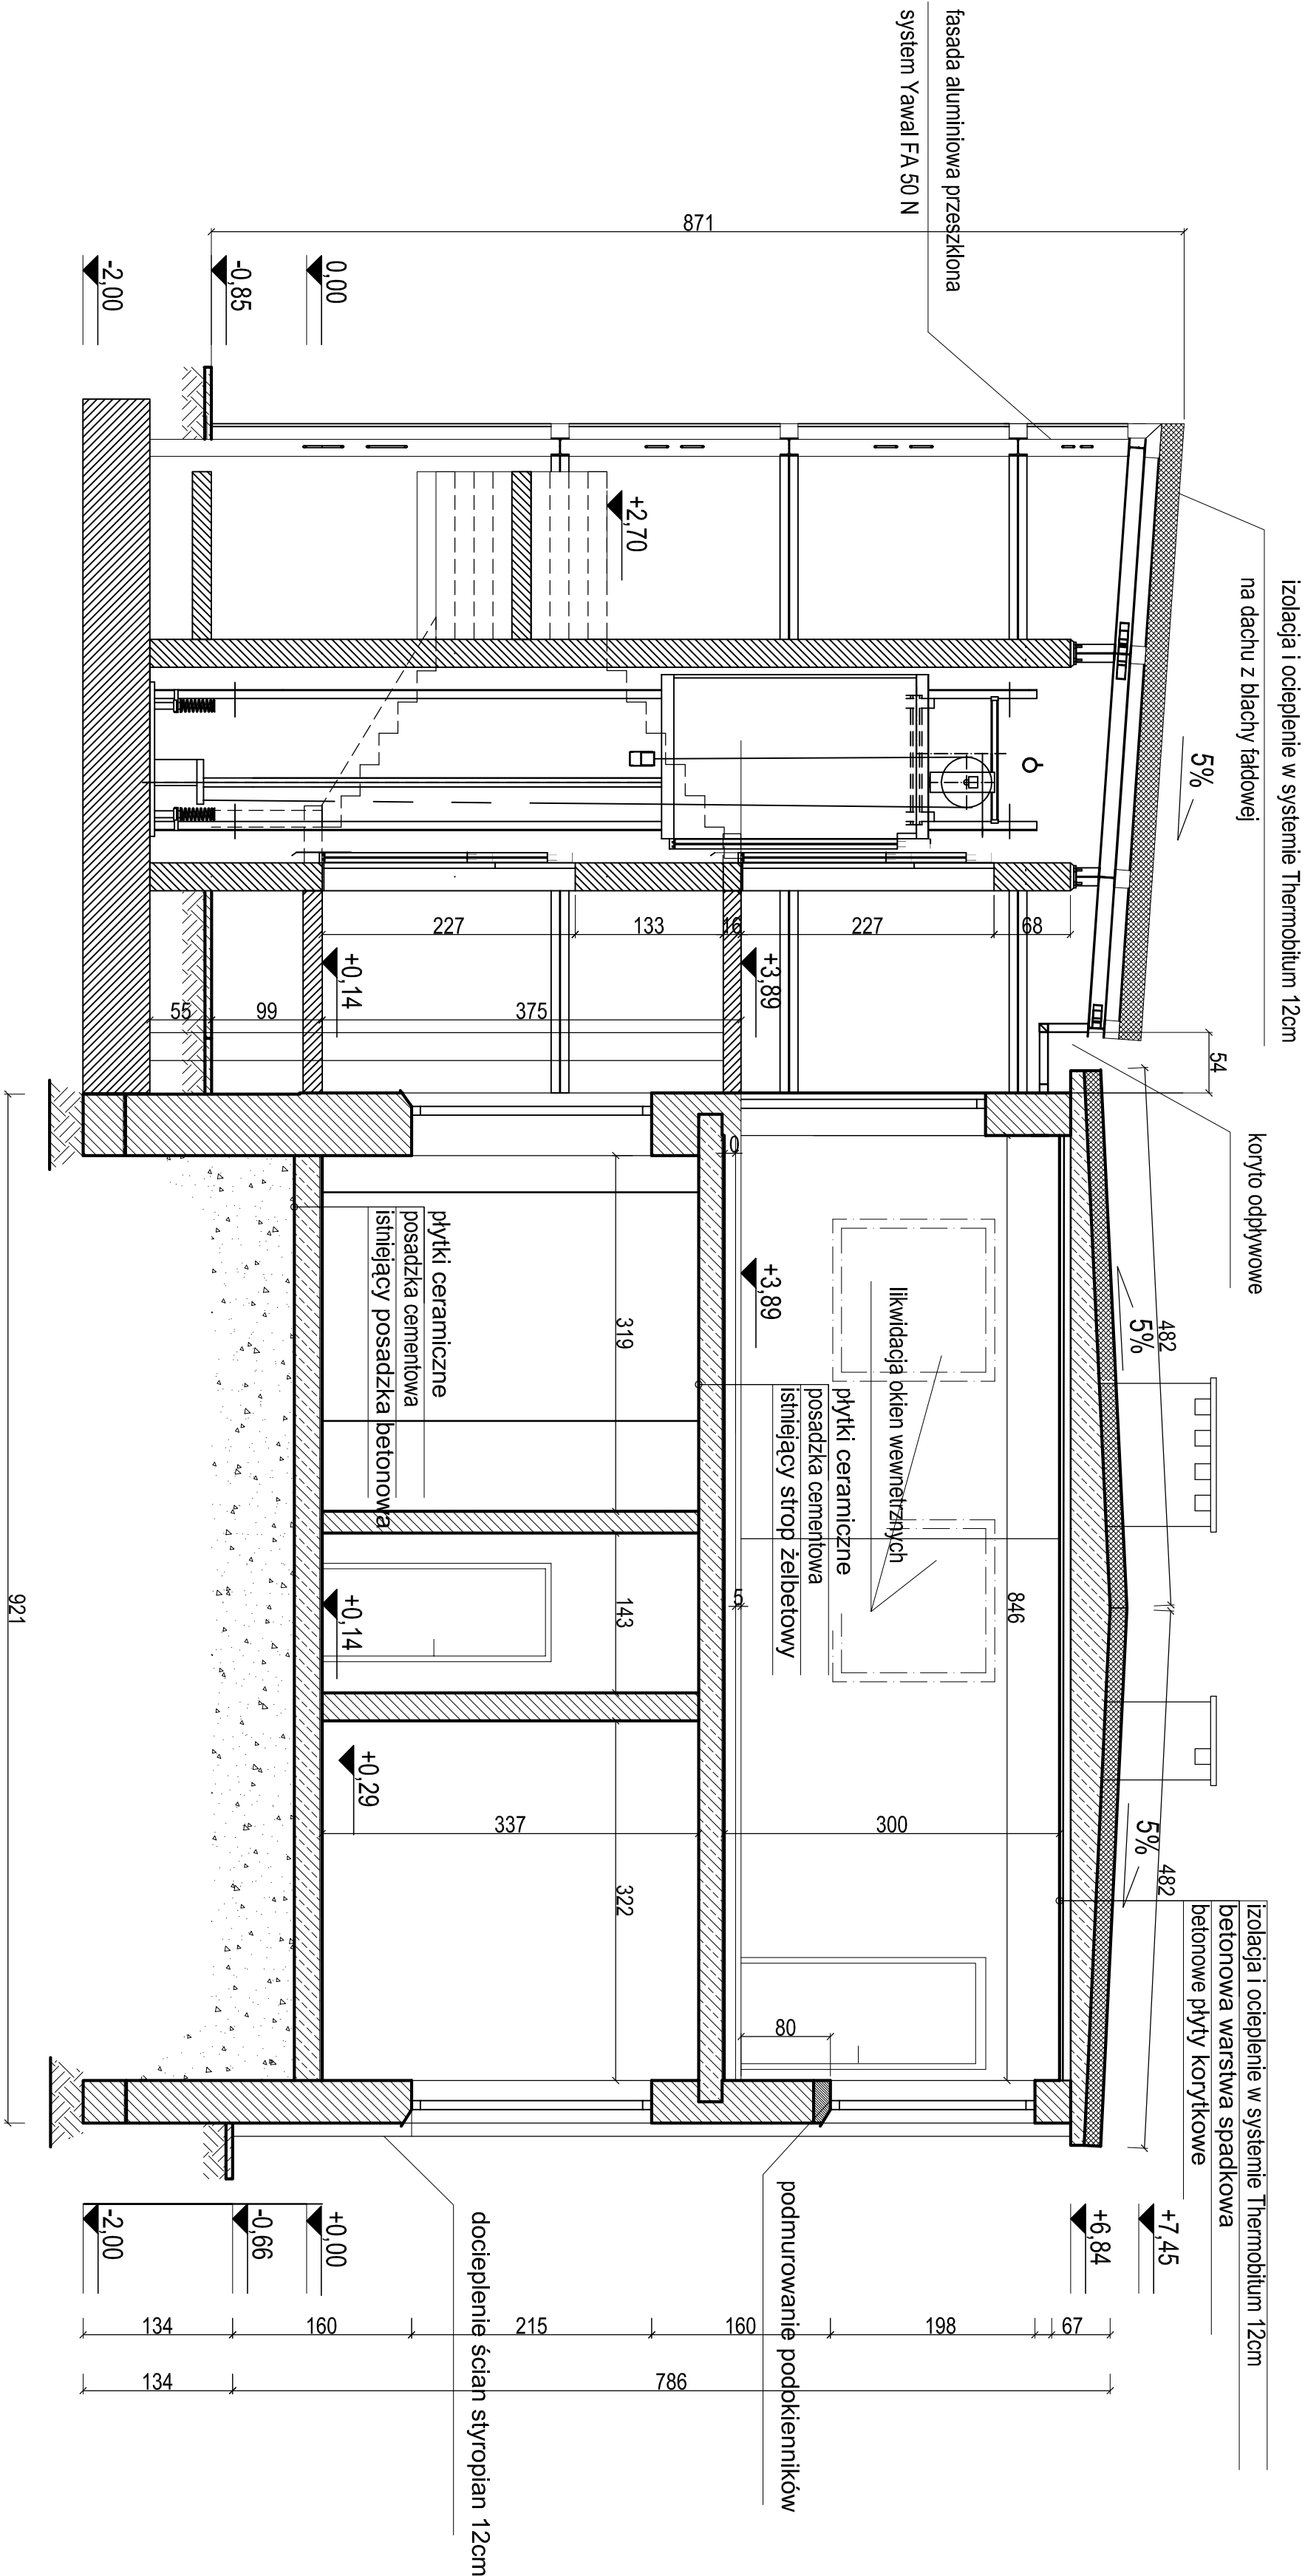 izolacja i ocieplenie w systemie Thermobitum 12cm
na dachu z blachy fałdowej
fasada aluminiowa przeszklona
system Yawal FA 50 N
871
0,00
-0,85
-2,00
+2,70
5%
54
koryto odpływowe
227
133
16
227
68
+0,14
+3,89
55
99
375
482
5%
482
5%
izolacja i ocieplenie w systemie Thermobitum 12cm
betonowa warstwa spadkowa
betonowe płyty korytkowe
+3,89
likwidacja okien wewnetrznych
płytki ceramiczne
posadzka cementowa
istniejący strop żelbetowy
846
5
300
80
płytki ceramiczne
posadzka cementowa
istniejący posadzka betonowa
319
143
322
337
+0,14
+0,29
921
+7,45
+6,84
+0,00
-0,66
-2,00
134
160
215
160
198
67
134
786
podmurowanie podokienników
docieplenie ścian styropian 12cm